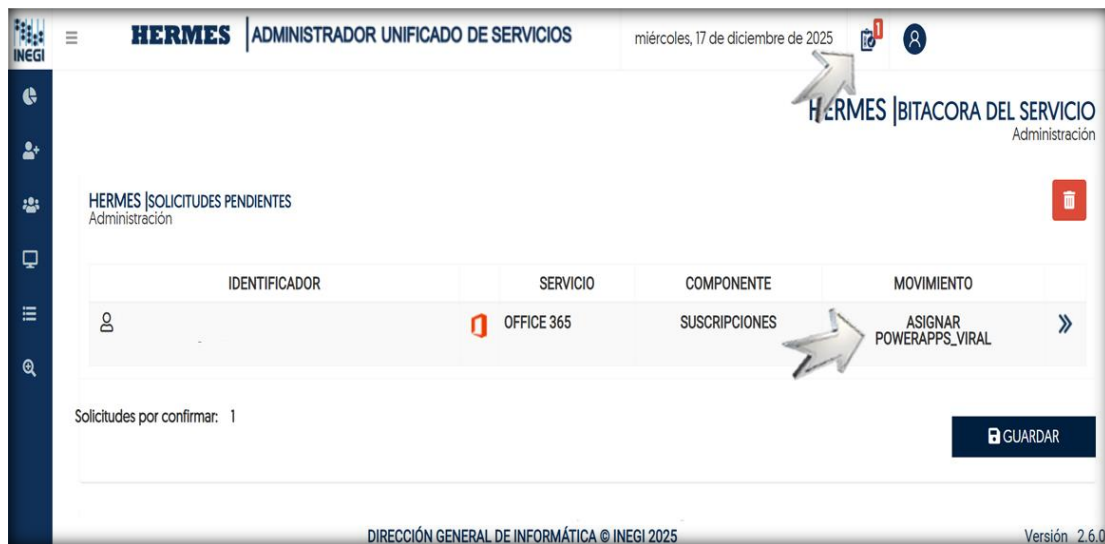 INEGI
HERMES |ADMINISTRADOR UNIFICADO DE SERVICIOS
miércoles, 17 de diciembre de 2025
1
HERMES |BITACORA DEL SERVICIO
Administración
HERMES |SOLICITUDES PENDIENTES
Administración
IDENTIFICADOR SERVICIO COMPONENTE MOVIMIENTO
OFFICE 365 SUSCRIPCIONES ASIGNAR
POWERAPPS_VIRAL
Solicitudes por confirmar: 1
GUARDAR
DIRECCIÓN GENERAL DE INFORMÁTICA © INEGI 2025 Versión 2.6.0